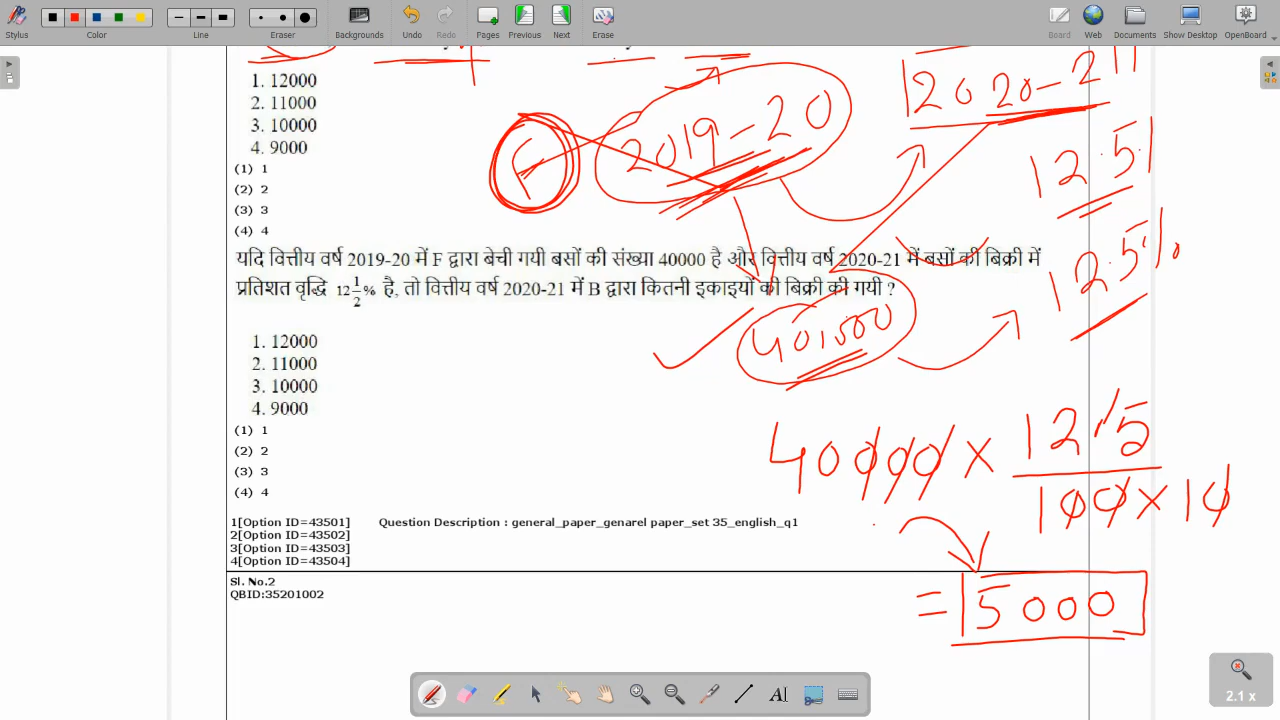 Stylus Color Line Eraser Backgrounds Undo Redo Pages Previous Next Erase Board Web Documents Show Desktop OpenBoard
1. 12000
2. 11000
3. 10000
4. 9000
(1) 1
(2) 2
(3) 3
(4) 4
F
2019-20
2020-21
12.5
12.5%
यदि वित्तीय वर्ष 2019-20 में F द्वारा बेची गयी बसों की संख्या 40000 है और वित्तीय वर्ष 2020-21 में बसों की बिक्री में
प्रतिशत वृद्धि 12 1/2 % है, तो वित्तीय वर्ष 2020-21 में B द्वारा कितनी इकाइयों की बिक्री की गयी ?
40,000
1. 12000
2. 11000
3. 10000
4. 9000
(1) 1
(2) 2
(3) 3
(4) 4
40000 × 125
100 × 10
= 5000
1[Option ID=43501] Question Description : general_paper_genarel paper_set 35_english_q1
2[Option ID=43502]
3[Option ID=43503]
4[Option ID=43504]
Sl. No.2
QBID:35201002
2.1 x